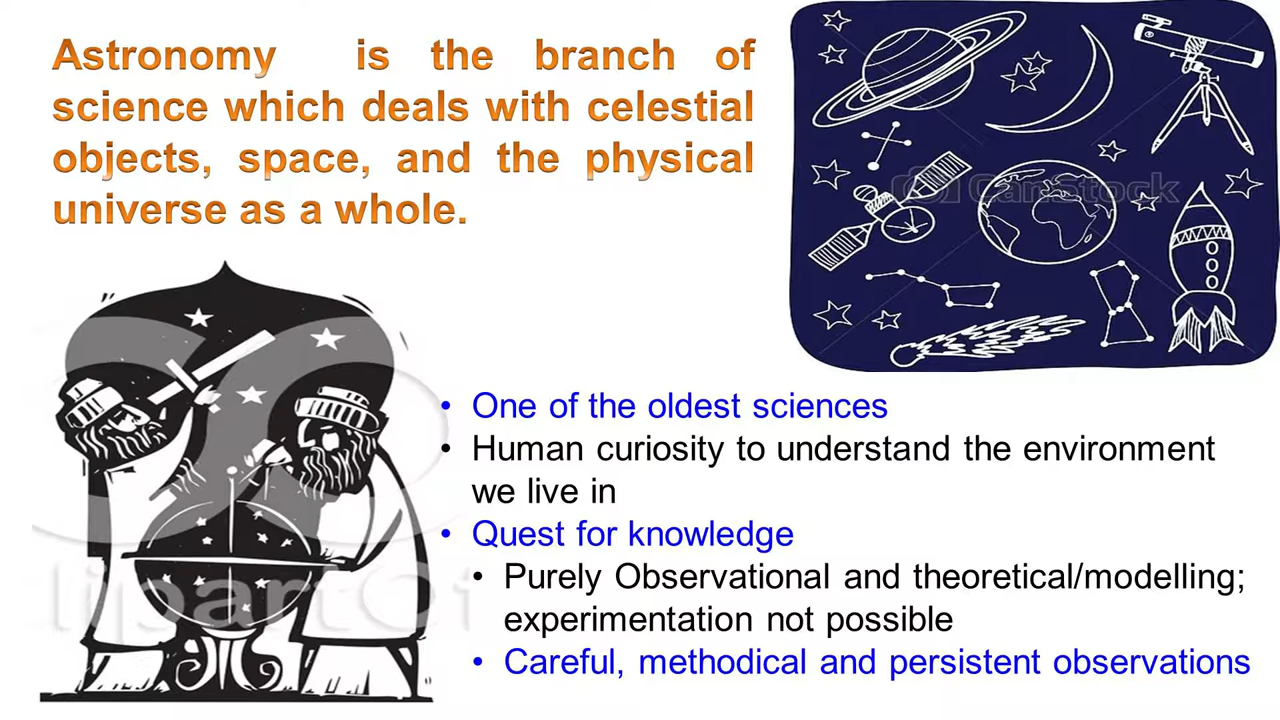 Astronomy is the branch of
science which deals with celestial
objects, space, and the physical
universe as a whole.
CanStock
lipartOf
• One of the oldest sciences
• Human curiosity to understand the environment
we live in
• Quest for knowledge
• Purely Observational and theoretical/modelling;
experimentation not possible
• Careful, methodical and persistent observations